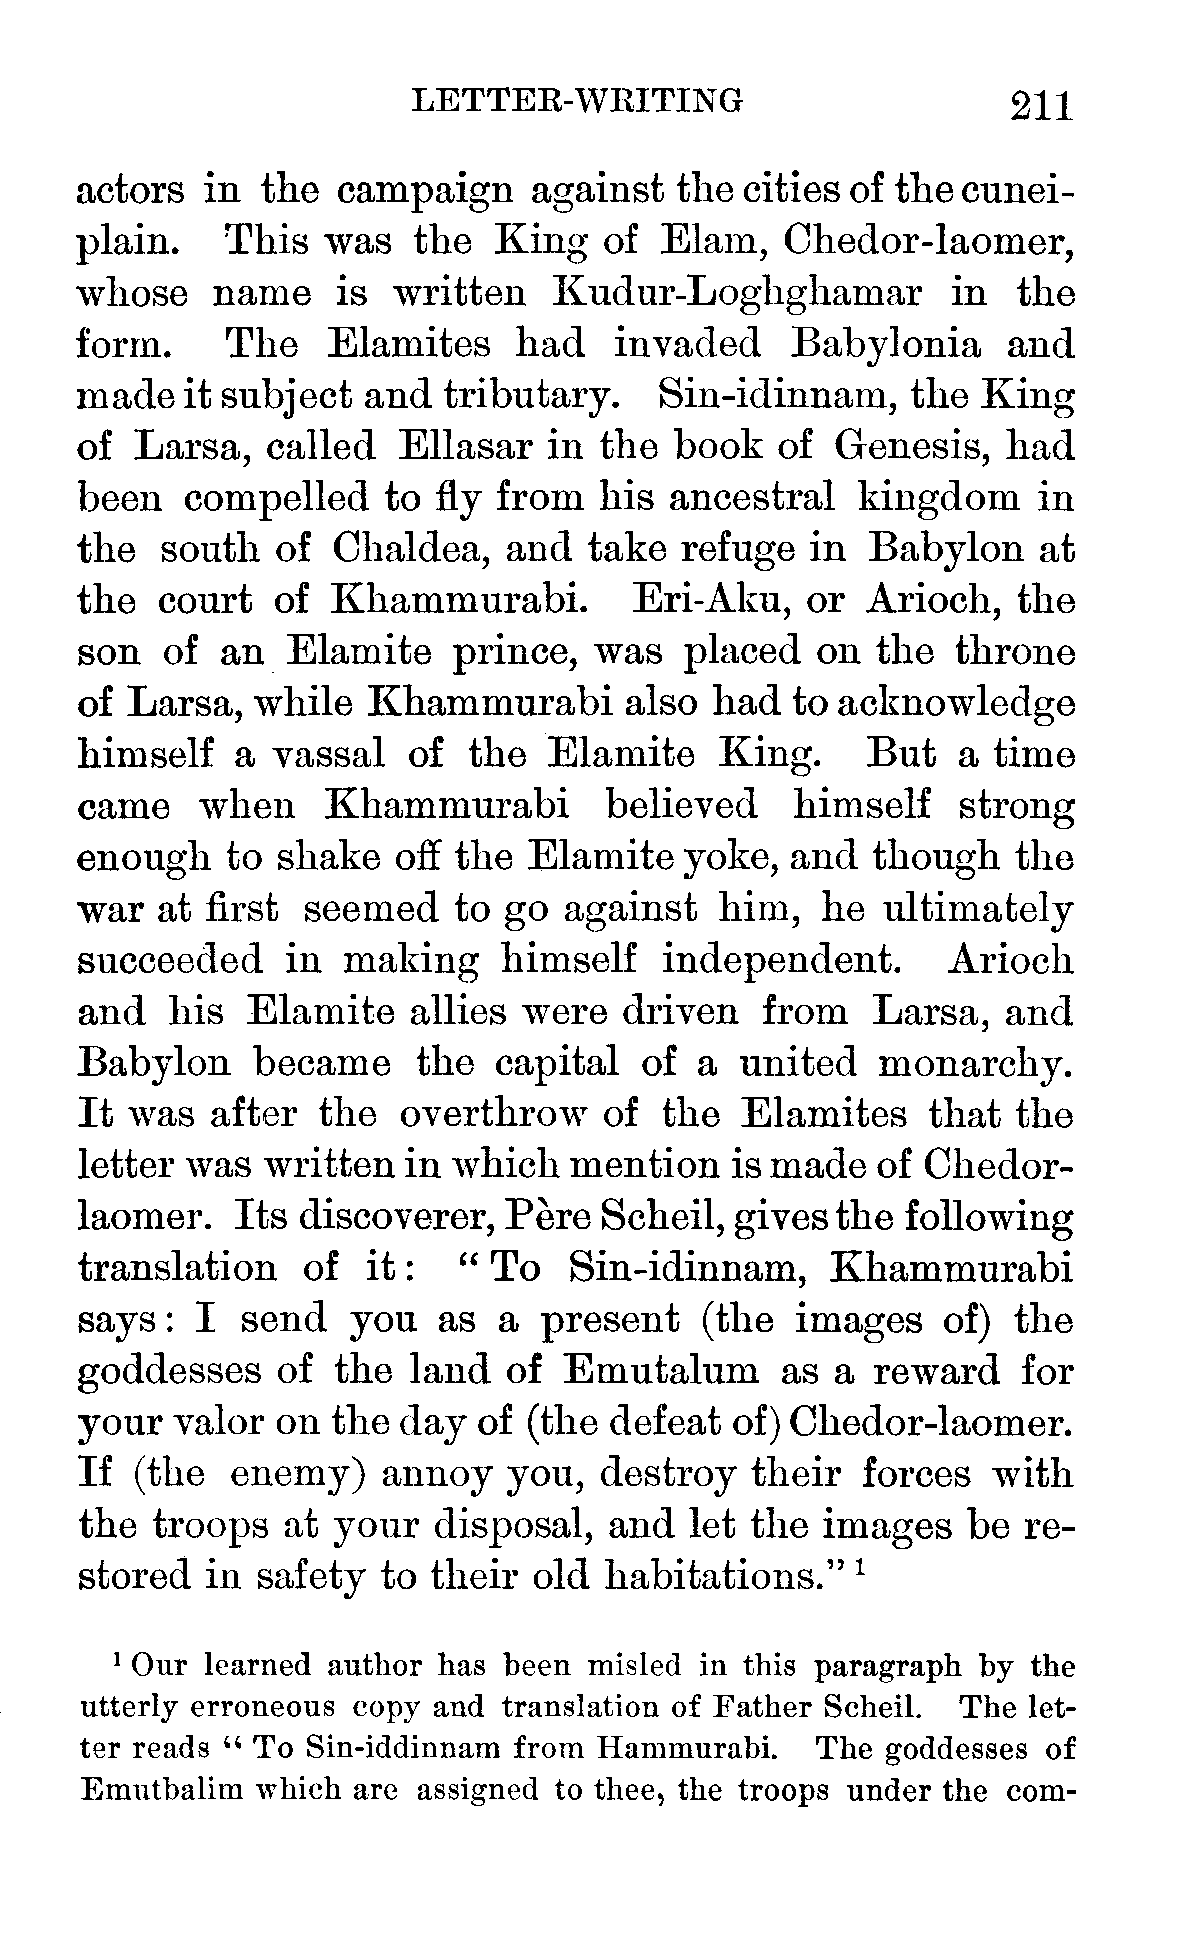 LETTER-WRITING 211
actors in the campaign against the cities of the cunei-
plain. This was the King of Elam, Chedor-laomer,
whose name is written Kudur-Loghghamar in the
form. The Elamites had invaded Babylonia and
made it subject and tributary. Sin-idinnam, the King
of Larsa, called Ellasar in the book of Genesis, had
been compelled to fly from his ancestral kingdom in
the south of Chaldea, and take refuge in Babylon at
the court of Khammurabi. Eri-Aku, or Arioch, the
son of an Elamite prince, was placed on the throne
of Larsa, while Khammurabi also had to acknowledge
himself a vassal of the Elamite King. But a time
came when Khammurabi believed himself strong
enough to shake off the Elamite yoke, and though the
war at first seemed to go against him, he ultimately
succeeded in making himself independent. Arioch
and his Elamite allies were driven from Larsa, and
Babylon became the capital of a united monarchy.
It was after the overthrow of the Elamites that the
letter was written in which mention is made of Chedor-
laomer. Its discoverer, Père Scheil, gives the following
translation of it: “ To Sin-idinnam, Khammurabi
says: I send you as a present (the images of) the
goddesses of the land of Emutalum as a reward for
your valor on the day of (the defeat of) Chedor-laomer.
If (the enemy) annoy you, destroy their forces with
the troops at your disposal, and let the images be re-
stored in safety to their old habitations.” ¹
¹ Our learned author has been misled in this paragraph by the
utterly erroneous copy and translation of Father Scheil. The let-
ter reads “ To Sin-iddinnam from Hammurabi. The goddesses of
Emutbalim which are assigned to thee, the troops under the com-